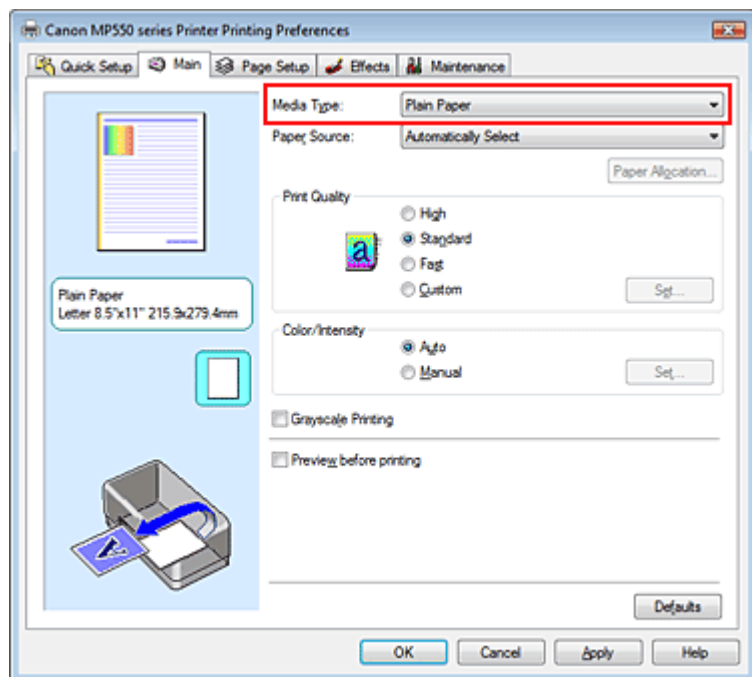 Canon MP550 series Printer Printing Preferences
Quick Setup Main Page Setup Effects Maintenance
Media Type: Plain Paper
Paper Source: Automatically Select
Paper Allocation...
Print Quality
High
a Standard
Fast
Custom Set...
Plain Paper
Letter 8.5"x11" 215.9x279.4mm
Color/Intensity
Auto
Manual Set...
Grayscale Printing
Preview before printing
A
Defaults
OK Cancel Apply Help